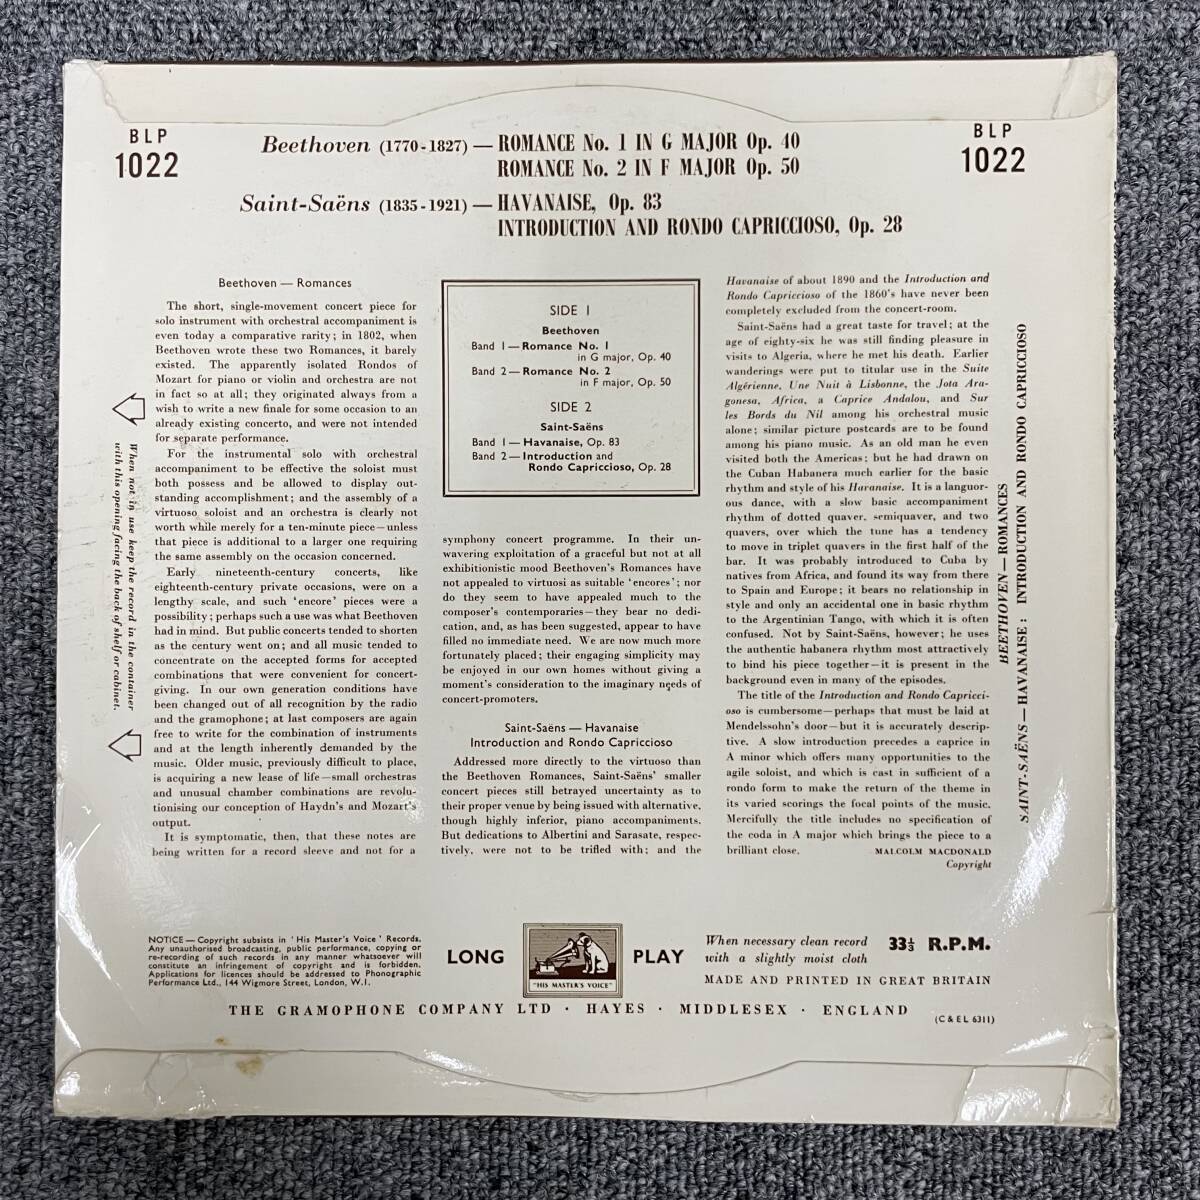 BLP
1022
Beethoven (1770-1827) — ROMANCE No. 1 IN G MAJOR Op. 40
ROMANCE No. 2 IN F MAJOR Op. 50
Saint-Saëns (1835-1921) — HAVANAISE, Op. 83
INTRODUCTION AND RONDO CAPRICCIOSO, Op. 28
BLP
1022
Beethoven — Romances
The short, single-movement concert piece for
solo instrument with orchestral accompaniment is
even today a comparative rarity; in 1802, when
Beethoven wrote these two Romances, it barely
existed. The apparently isolated Rondos of
Mozart for piano or violin and orchestra are not
in fact so at all; they originated always from a
wish to write a new finale for some occasion to an
already existing concerto, and were not intended
for separate performance.
For the instrumental solo with orchestral
accompaniment to be effective the soloist must
both possess and be allowed to display out-
standing accomplishment; and the assembly of a
virtuoso soloist and an orchestra is clearly not
worth while merely for a ten-minute piece—unless
that piece is additional to a larger one requiring
the same assembly on the occasion concerned.
Early nineteenth-century concerts, like
eighteenth-century private occasions, were on a
lengthy scale, and such 'encore' pieces were a
possibility; perhaps such a use was what Beethoven
had in mind. But public concerts tended to shorten
as the century went on; and all music tended to
concentrate on the accepted forms for accepted
combinations that were convenient for concert-
giving. In our own generation conditions have
been changed out of all recognition by the radio
and the gramophone; at last composers are again
free to write for the combination of instruments
and at the length inherently demanded by the
music. Older music, previously difficult to place,
is acquiring a new lease of life—small orchestras
and unusual chamber combinations are revolu-
tionising our conception of Haydn's and Mozart's
output.
It is symptomatic, then, that these notes are
being written for a record sleeve and not for a
SIDE 1
Beethoven
Band 1—Romance No. 1
in G major, Op. 40
Band 2—Romance No. 2
in F major, Op. 50
SIDE 2
Saint-Saëns
Band 1—Havanaise, Op. 83
Band 2—Introduction and
Rondo Capriccioso, Op. 28
symphony concert programme. In their un-
wavering exploitation of a graceful but not at all
exhibitionistic mood Beethoven's Romances have
not appealed to virtuosi as suitable 'encores'; nor
do they seem to have appealed much to the
composer's contemporaries—they bear no dedi-
cation, and, as has been suggested, appear to have
filled no immediate need. We are now much more
fortunately placed; their engaging simplicity may
be enjoyed in our own homes without giving a
moment's consideration to the imaginary needs of
concert-promoters.
Saint-Saëns — Havanaise
Introduction and Rondo Capriccioso
Addressed more directly to the virtuoso than
the Beethoven Romances, Saint-Saëns' smaller
concert pieces still betrayed uncertainty as to
their proper venue by being issued with alternative,
though highly inferior, piano accompaniments.
But dedications to Albertini and Sarasate, respec-
tively, were not to be trifled with; and the
Havanaise of about 1890 and the Introduction and
Rondo Capriccioso of the 1860's have never been
completely excluded from the concert-room.
Saint-Saëns had a great taste for travel; at the
age of eighty-six he was still finding pleasure in
visits to Algeria, where he met his death. Earlier
wanderings were put to titular use in the Suite
Algérienne, Une Nuit à Lisbonne, the Jota Ara-
gonesa, Africa, a Caprice Andalou, and Sur
les Bords du Nil among his orchestral music
alone; similar picture postcards are to be found
among his piano music. As an old man he even
visited both the Americas; but he had drawn on
the Cuban Habanera much earlier for the basic
rhythm and style of his Havanaise. It is a languor-
ous dance, with a slow basic accompaniment
rhythm of dotted quaver, semiquaver, and two
quavers, over which the tune has a tendency
to move in triplet quavers in the first half of the
bar. It was probably introduced to Cuba by
natives from Africa, and found its way from there
to Spain and Europe; it bears no relationship in
style and only an accidental one in basic rhythm
to the Argentinian Tango, with which it is often
confused. Not by Saint-Saëns, however; he uses
the authentic habanera rhythm most attractively
to bind his piece together—it is present in the
background even in many of the episodes.
The title of the Introduction and Rondo Capricci-
oso is cumbersome—perhaps that must be laid at
Mendelssohn's door—but it is accurately descrip-
tive. A slow introduction precedes a caprice in
A minor which offers many opportunities to the
agile soloist, and which is cast in sufficient of a
rondo form to make the return of the theme in
its varied scorings the focal points of the music.
Mercifully the title includes no specification of
the coda in A major which brings the piece to a
brilliant close. MALCOLM MACDONALD
Copyright
When not in use keep the record in the container
with this opening facing the back of shelf or cabinet.
BEETHOVEN — ROMANCES
SAINT-SAËNS — HAVANAISE: INTRODUCTION AND RONDO CAPRICCIOSO
NOTICE — Copyright subsists in 'His Master's Voice' Records.
Any unauthorised broadcasting, public performance, copying or
re-recording of such records in any manner whatsoever will
constitute an infringement of copyright and is forbidden.
Applications for licences should be addressed to Phonographic
Performance Ltd., 144 Wigmore Street, London, W.1.
LONG
"HIS MASTER'S VOICE"
PLAY
When necessary clean record
with a slightly moist cloth
33⅓ R.P.M.
MADE AND PRINTED IN GREAT BRITAIN
THE GRAMOPHONE COMPANY LTD · HAYES · MIDDLESEX · ENGLAND
(C & EL 6311)